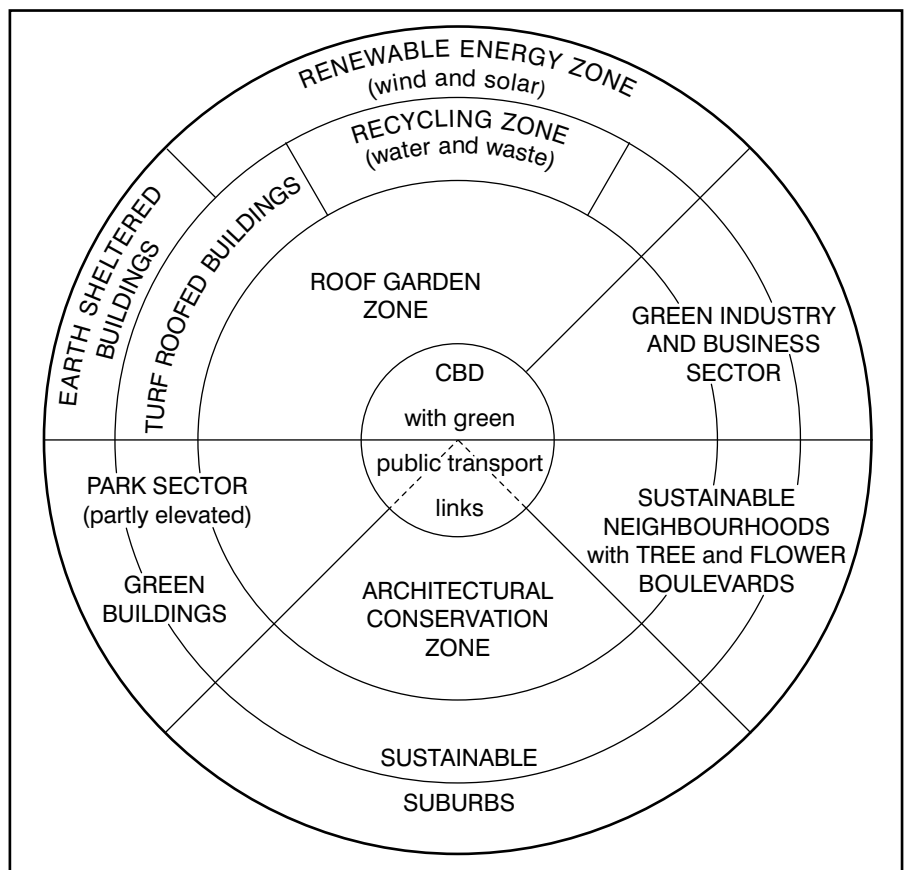 RENEWABLE ENERGY ZONE
(wind and solar)
RECYCLING ZONE
(water and waste)
EARTH SHELTERED
BUILDINGS
TURF ROOFED BUILDINGS
ROOF GARDEN
ZONE
GREEN INDUSTRY
AND BUSINESS
SECTOR
CBD
with green
public transport
links
PARK SECTOR
(partly elevated)
GREEN
BUILDINGS
SUSTAINABLE
NEIGHBOURHOODS
with TREE and FLOWER
BOULEVARDS
ARCHITECTURAL
CONSERVATION
ZONE
SUSTAINABLE
SUBURBS